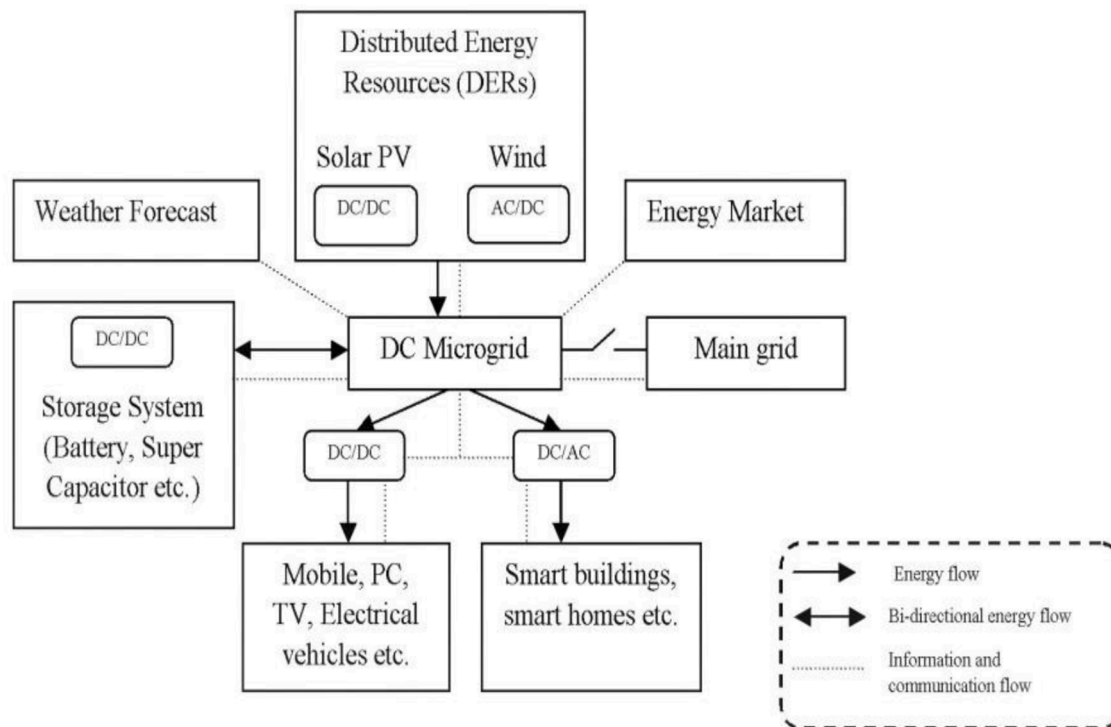 Distributed Energy
Resources (DERs)
Solar PV
Wind
DC/DC
AC/DC
Weather Forecast
Energy Market
DC/DC
Storage System
(Battery, Super
Capacitor etc.)
DC Microgrid
Main grid
DC/DC
DC/AC
Mobile, PC,
TV, Electrical
vehicles etc.
Smart buildings,
smart homes etc.
Energy flow
Bi-directional energy flow
Information and
communication flow